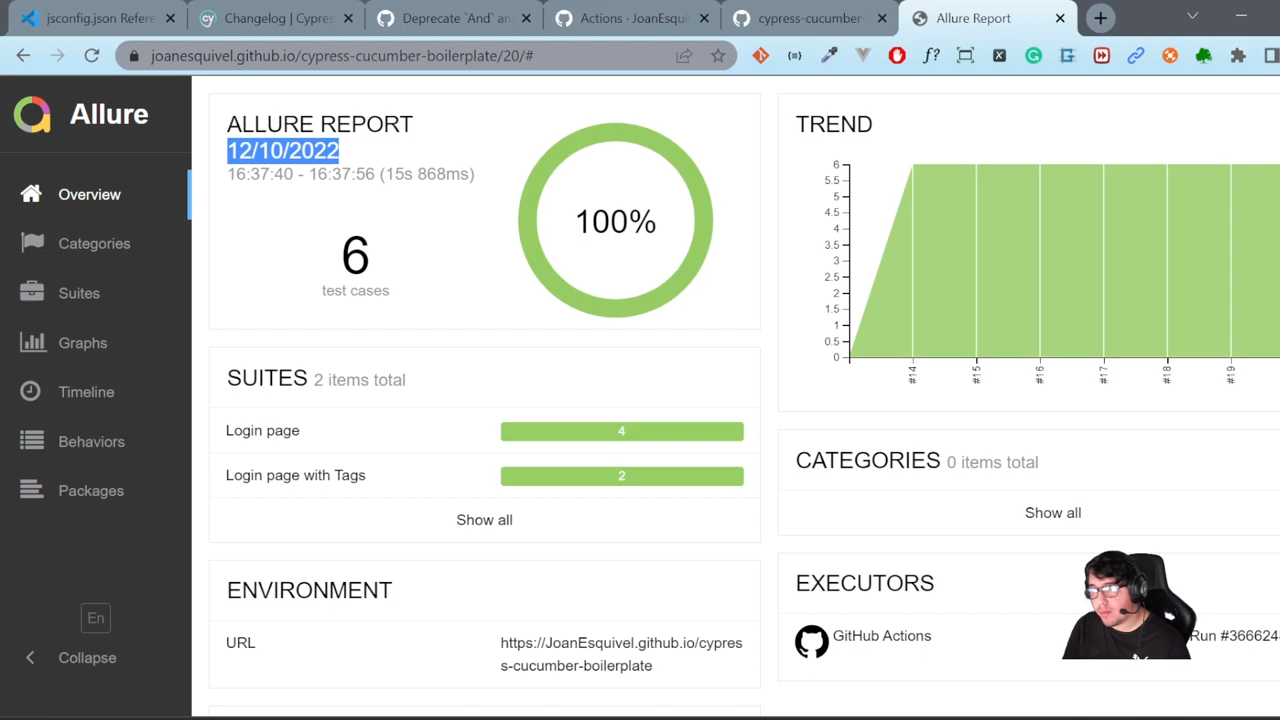 jsconfig.json Refere
Changelog | Cypres
Deprecate `And` an
Actions · JoanEsqui
cypress-cucumber-
Allure Report
joanesquivel.github.io/cypress-cucumber-boilerplate/20/#
f?
Allure
Overview
Categories
Suites
Graphs
Timeline
Behaviors
Packages
En
Collapse
ALLURE REPORT
12/10/2022
16:37:40 - 16:37:56 (15s 868ms)
6
test cases
100%
SUITES 2 items total
Login page
4
Login page with Tags
2
Show all
ENVIRONMENT
URL
https://JoanEsquivel.github.io/cypres
s-cucumber-boilerplate
TREND
6
5.5
5
4.5
4
3.5
3
2.5
2
1.5
1
0.5
0
#14
#15
#16
#17
#18
#19
CATEGORIES 0 items total
Show all
EXECUTORS
GitHub Actions
Run #366624